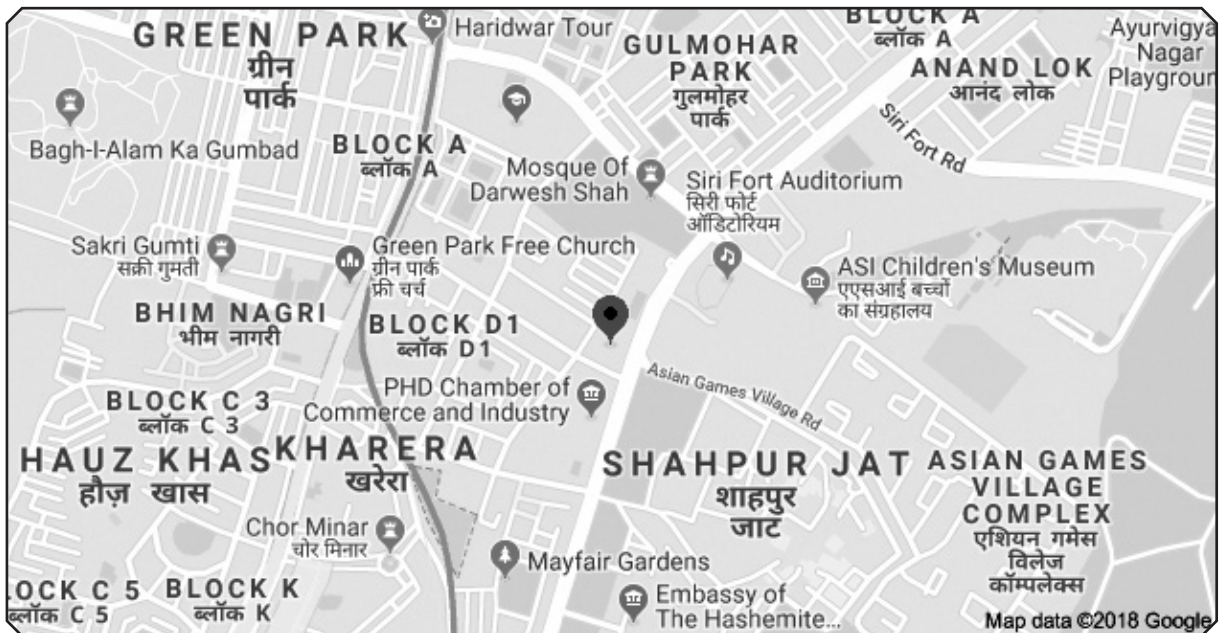 GREEN PARK
ग्रीन
पार्क
Haridwar Tour
GULMOHAR
PARK
गुलमोहर
पार्क
BLOCK A
ब्लॉक A
ANAND LOK
आनंद लोक
Ayurvigya
Nagar
Playgroun
Bagh-I-Alam Ka Gumbad
BLOCK A
ब्लॉक A
Siri Fort Rd
Mosque Of
Darwesh Shah
Siri Fort Auditorium
सिरी फोर्ट
ऑडिटोरियम
Sakri Gumti
सक्री गुमती
Green Park Free Church
ग्रीन पार्क
फ्री चर्च
ASI Children's Museum
एएसआई बच्चों
का संग्रहालय
BHIM NAGRI
भीम नागरी
BLOCK D1
ब्लॉक D1
PHD Chamber of
Commerce and Industry
Asian Games Village Rd
BLOCK C 3
ब्लॉक C 3
HAUZ KHAS
हौज़ खास
KHARERA
खरेरा
SHAHPUR JAT
शाहपुर
जाट
ASIAN GAMES
VILLAGE
COMPLEX
एशियन गमेस
विलेज
कॉम्पलेक्स
Chor Minar
चोर मिनार
Mayfair Gardens
LOC C 5
ब्लॉक C 5
BLOCK K
ब्लॉक K
Embassy of
The Hashemite...
Map data ©2018 Google